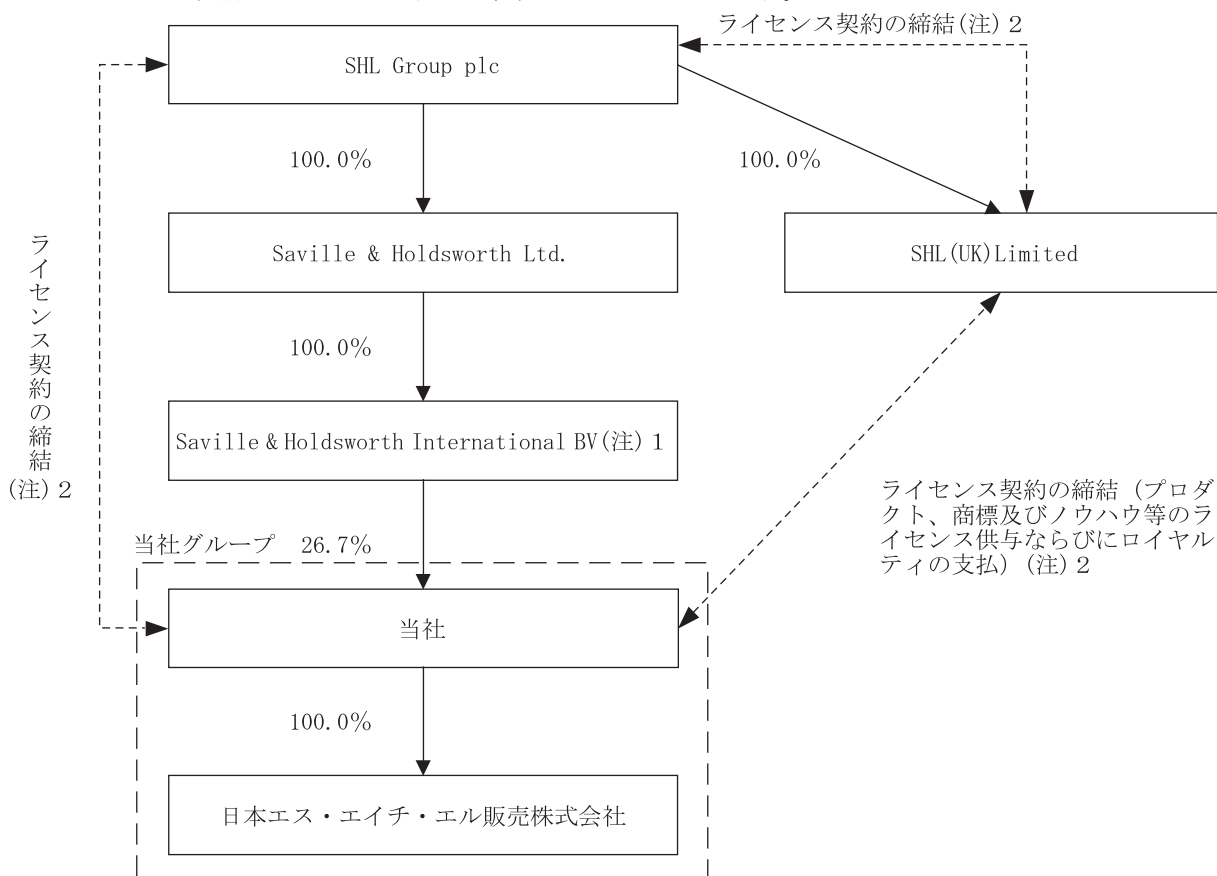 ライセンス契約の締結(注)２
SHL Group plc
100.0％
100.0％
Saville & Holdsworth Ltd.
SHL(UK)Limited
ライセンス契約の締結
(注)２
100.0％
Saville & Holdsworth International BV(注)１
ライセンス契約の締結（プロダ
クト、商標及びノウハウ等のラ
イセンス供与ならびにロイヤル
ティの支払）(注)２
当社グループ 26.7％
当社
100.0％
日本エス・エイチ・エル販売株式会社